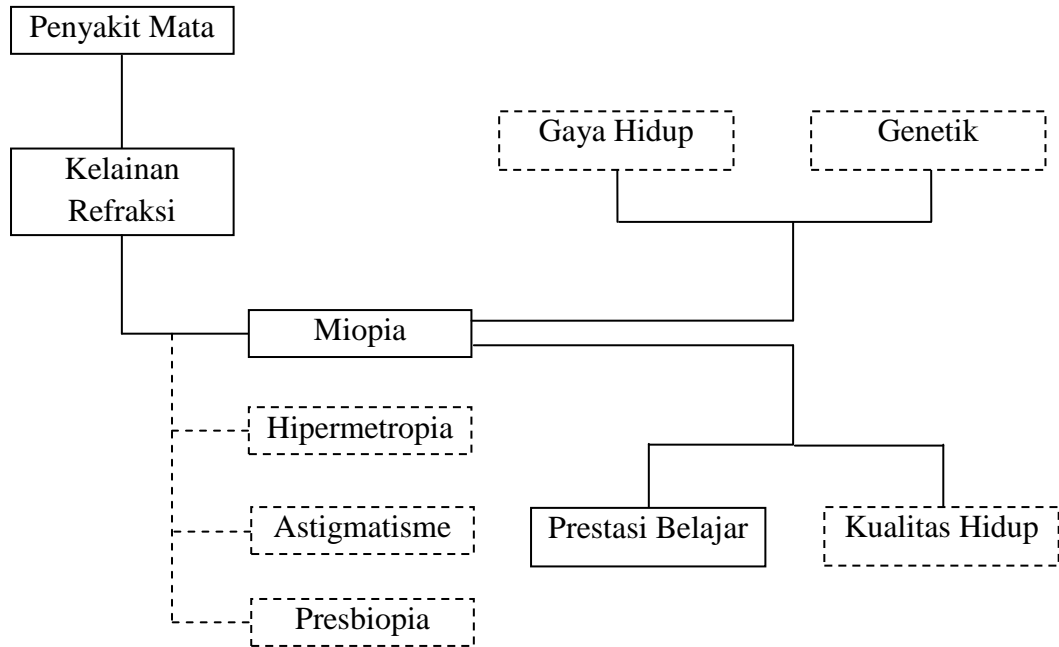 Penyakit Mata
Gaya Hidup
Genetik
Kelainan
Refraksi
Miopia
Hipermetropia
Astigmatisme
Presbiopia
Prestasi Belajar
Kualitas Hidup